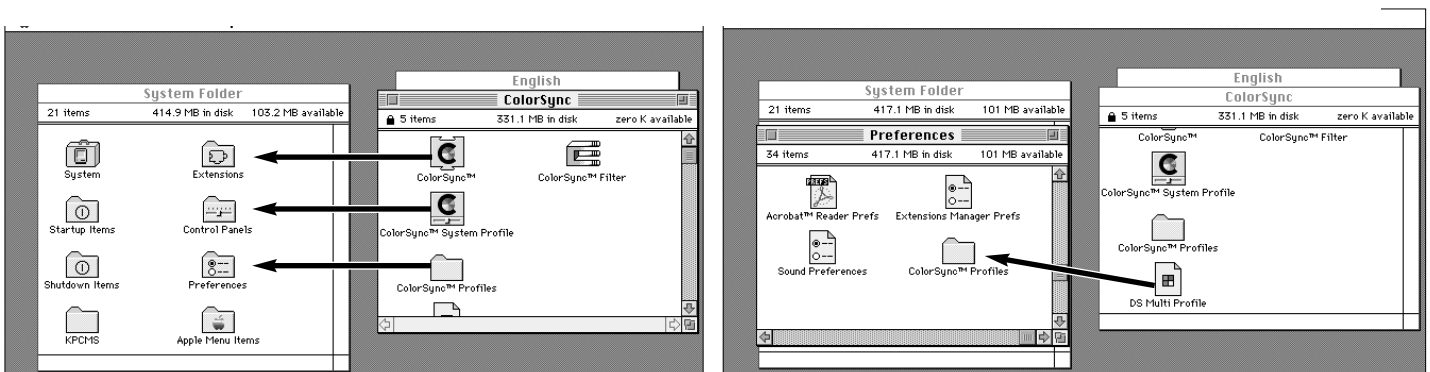 English
System Folder
ColorSync
21 items 414.9 MB in disk 103.2 MB available
5 items 331.1 MB in disk zero K available
System
Extensions
ColorSync™
ColorSync™ Filter
Startup Items
Control Panels
ColorSync™ System Profile
Shutdown Items
Preferences
ColorSync™ Profiles
KPCMS
Apple Menu Items
English
System Folder
ColorSync
21 items 417.1 MB in disk 101 MB available
5 items 331.1 MB in disk zero K available
Preferences
34 items 417.1 MB in disk 101 MB available
ColorSync™
ColorSync™ Filter
Acrobat™ Reader Prefs
Extensions Manager Prefs
ColorSync™ System Profile
Sound Preferences
ColorSync™ Profiles
ColorSync™ Profiles
DS Multi Profile